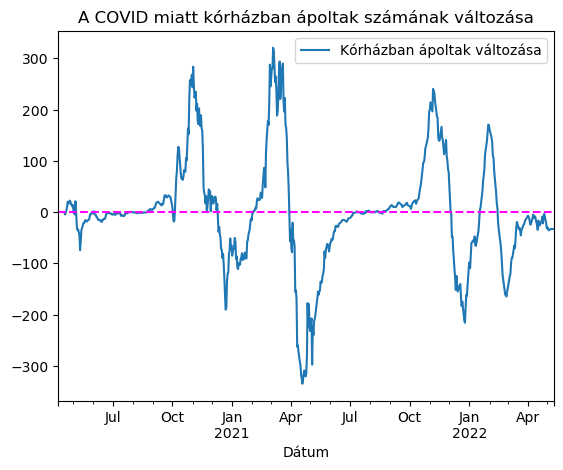 A COVID miatt kórházban ápoltak számának változása
Kórházban ápoltak változása
300
200
100
0
−100
−200
−300
Jul
Oct
Jan
2021
Apr
Jul
Oct
Jan
2022
Apr
Dátum